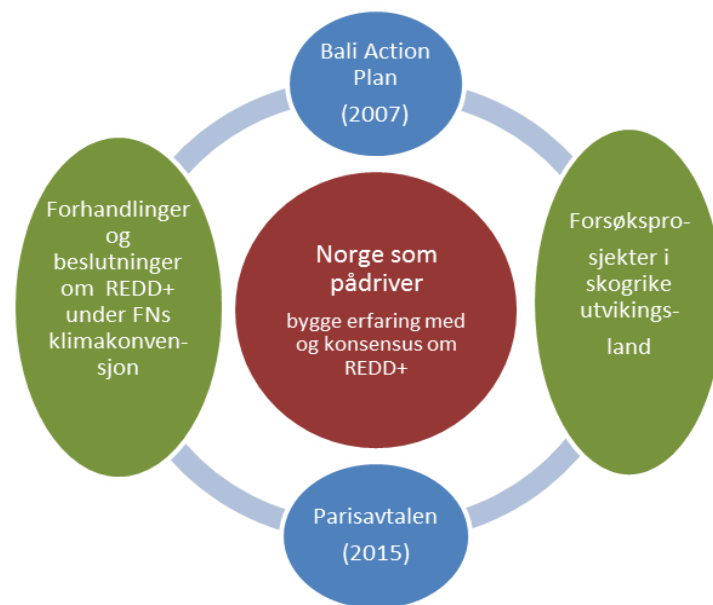 Bali Action
Plan
(2007)
Forhandlinger
og
beslutninger
om REDD+
under FNs
klimakonven-
sjon
Norge som
pådriver
bygge erfaring med
og konsensus om
REDD+
Forsøkspro-
sjekter i
skogrike
utvikings-
land
Parisavtalen
(2015)